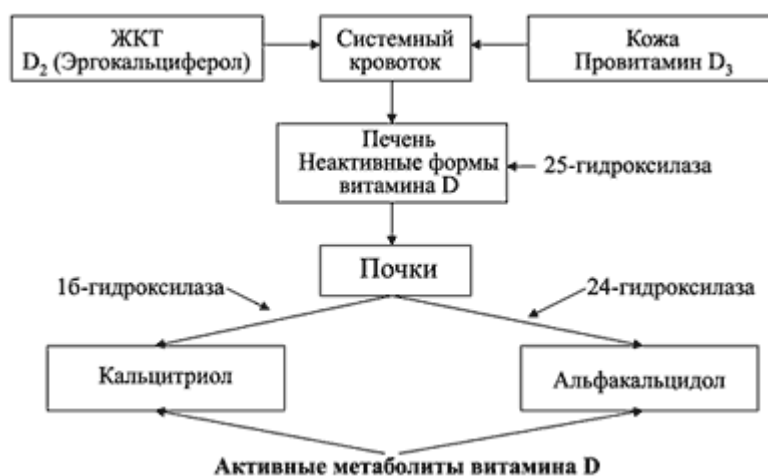 ЖКТ
D2 (Эргокальциферол)
Системный
кровоток
Кожа
Провитамин D3
Печень
Неактивные формы
витамина D
25-гидроксилаза
Почки
1б-гидроксилаза
24-гидроксилаза
Кальцитриол
Альфакальцидол
Активные метаболиты витамина D